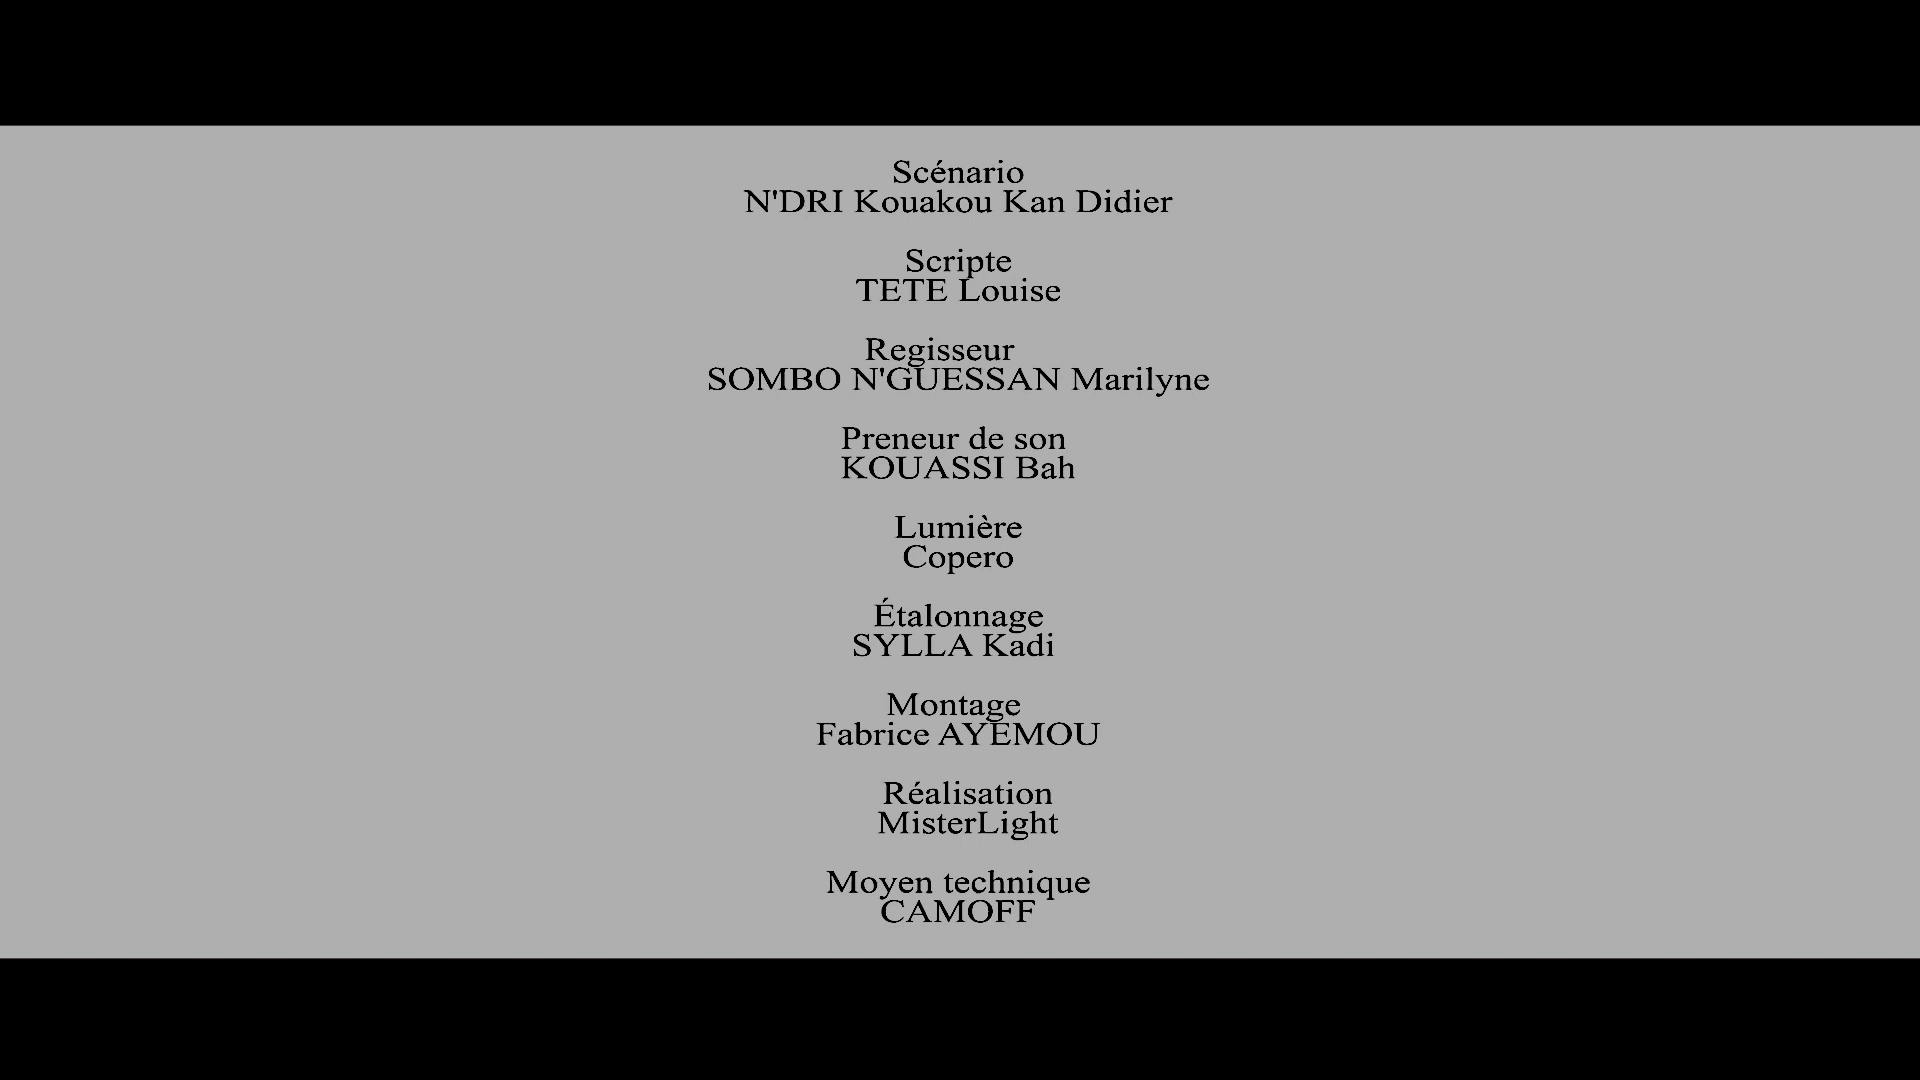 Scénario
N'DRI Kouakou Kan Didier
Scripte
TETE Louise
Regisseur
SOMBO N'GUESSAN Marilyne
Preneur de son
KOUASSI Bah
Lumière
Copero
Étalonnage
SYLLA Kadi
Montage
Fabrice AYEMOU
Réalisation
MisterLight
Moyen technique
CAMOFF